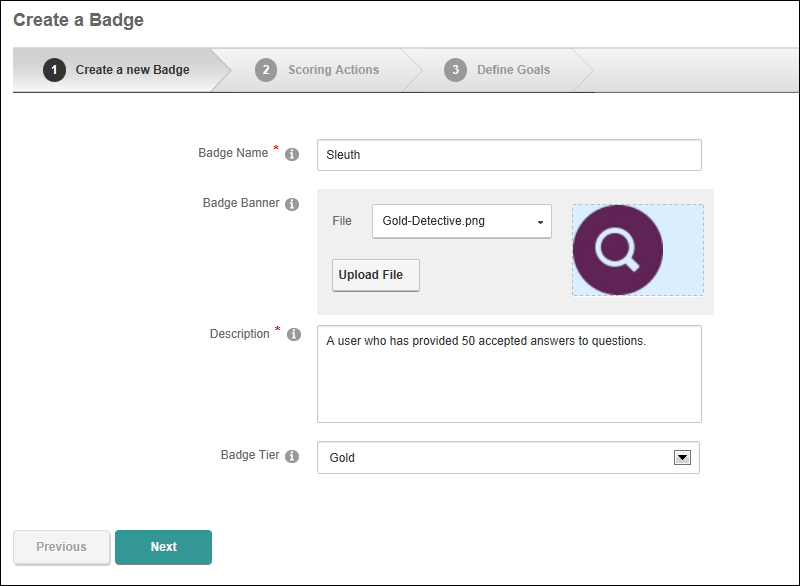 Create a Badge
1 Create a new Badge 2 Scoring Actions 3 Define Goals
Badge Name * i Sleuth
Badge Banner i
File Gold-Detective.png
Upload File
Description * i
A user who has provided 50 accepted answers to questions.
Badge Tier i Gold
Previous Next